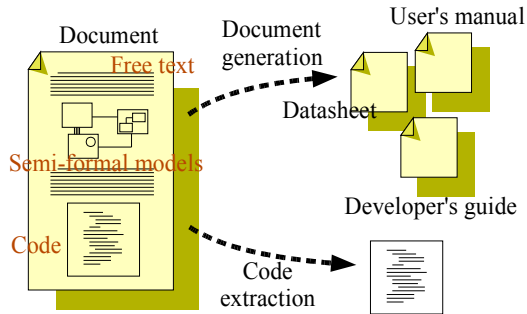 Document
Free text
Semi-formal models
Code
Document
generation
User's manual
Datasheet
Developer's guide
Code
extraction